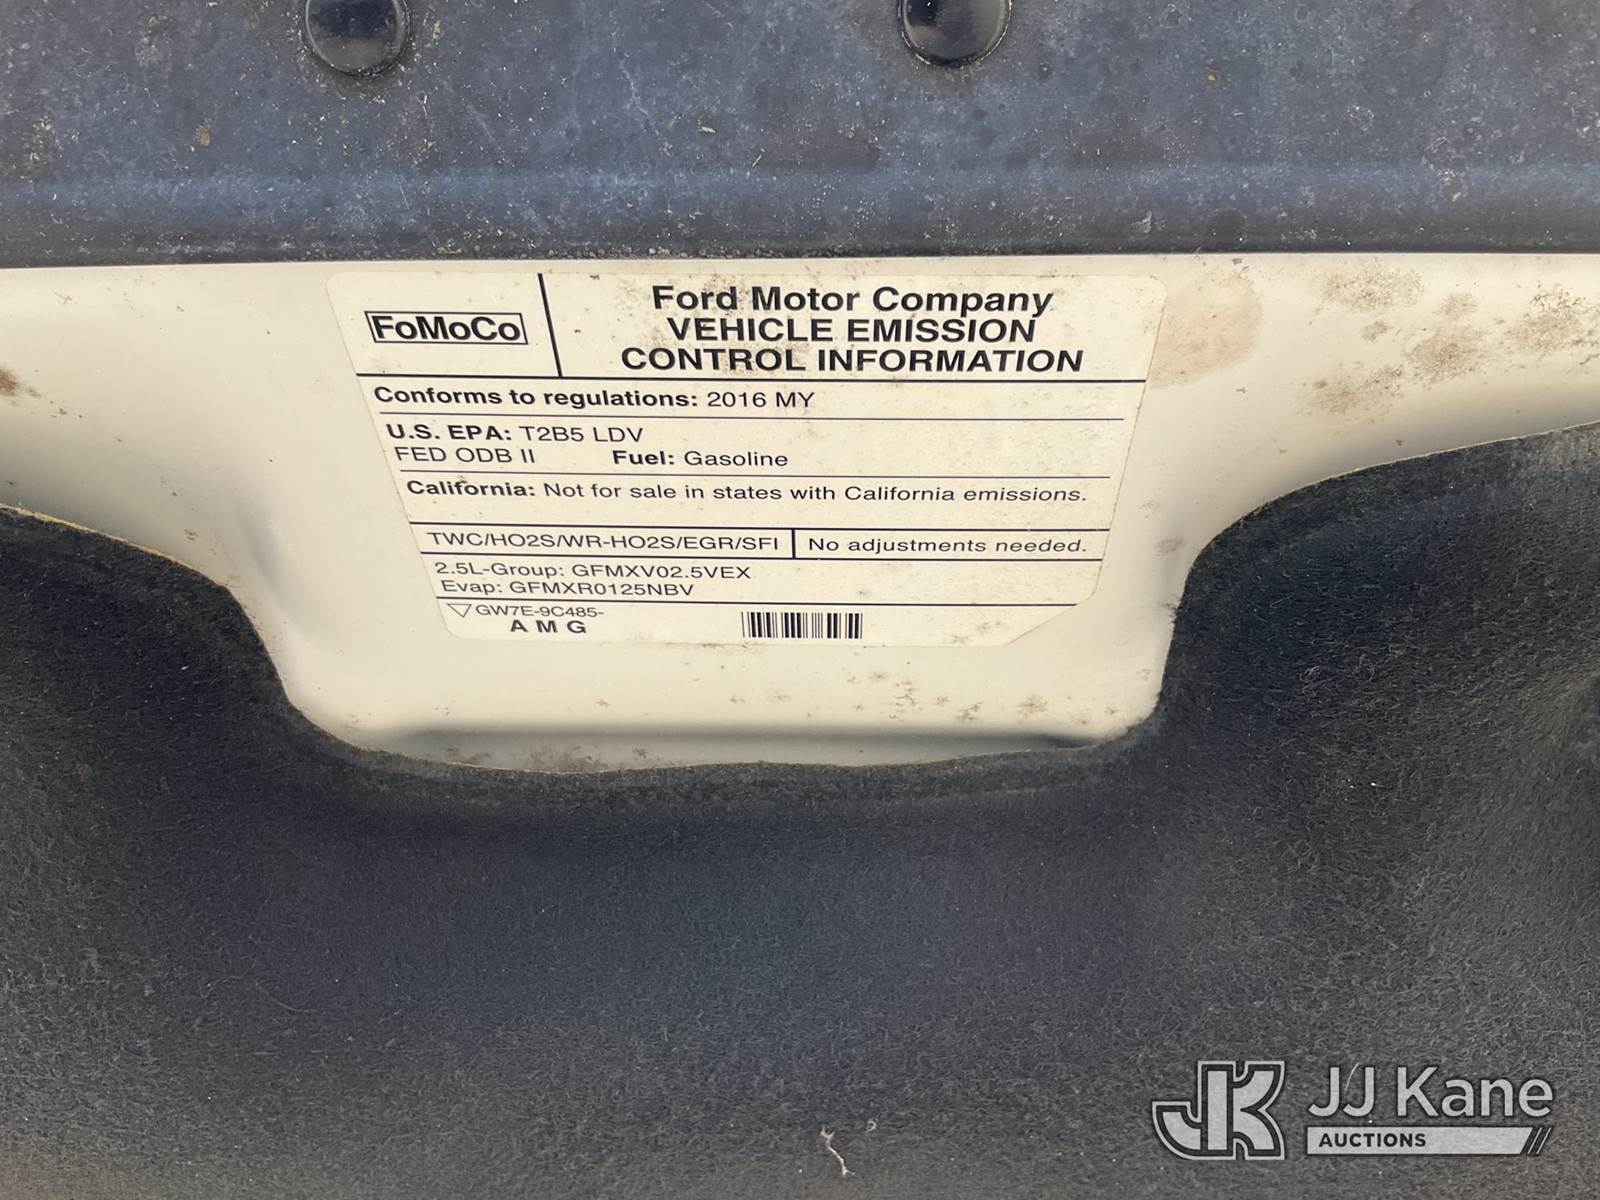 FoMoCo
Ford Motor Company
VEHICLE EMISSION
CONTROL INFORMATION
Conforms to regulations: 2016 MY
U.S. EPA: T2B5 LDV
FED ODB II Fuel: Gasoline
California: Not for sale in states with California emissions.
TWC/HO2S/WR-HO2S/EGR/SFI No adjustments needed.
2.5L-Group: GFMXV02.5VEX
Evap: GFMXR0125NBV
GW7E-9C485-
A M G
JK JJ Kane
AUCTIONS